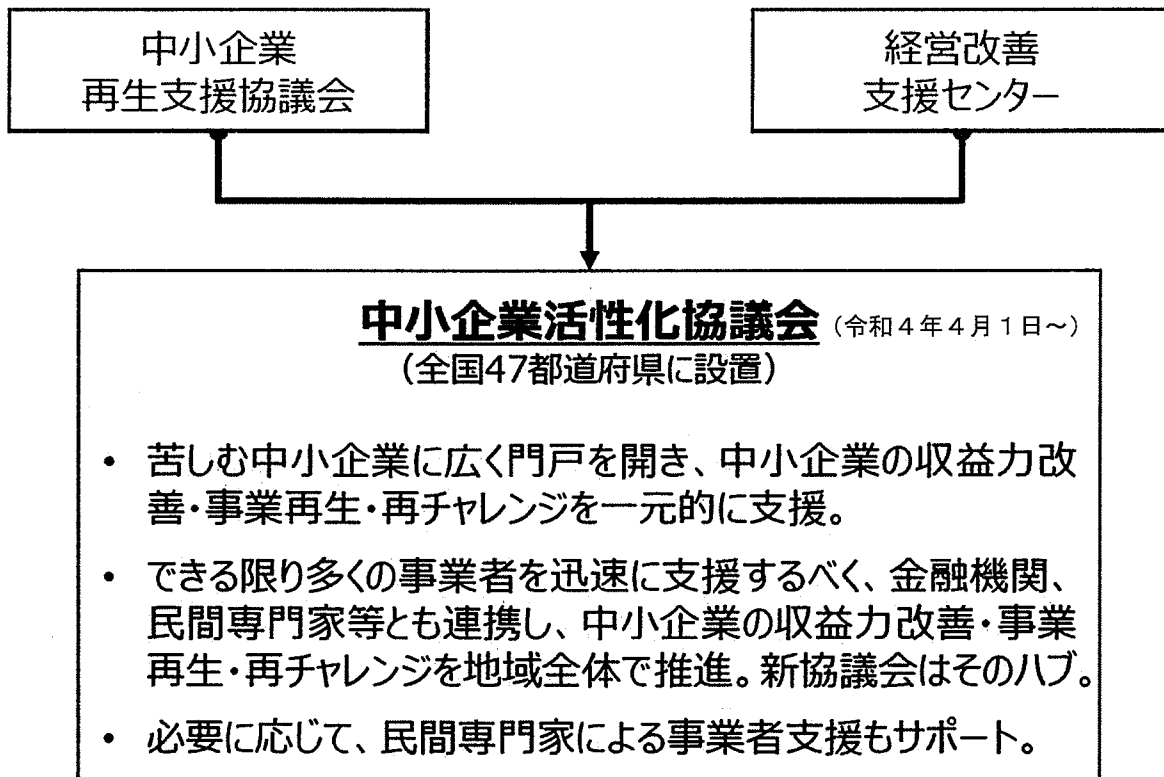 中小企業
再生支援協議会
経営改善
支援センター
中小企業活性化協議会（令和４年４月１日～）
（全国47都道府県に設置）
• 苦しむ中小企業に広く門戸を開き、中小企業の収益力改
善・事業再生・再チャレンジを一元的に支援。
• できる限り多くの事業者を迅速に支援するべく、金融機関、
民間専門家等とも連携し、中小企業の収益力改善・事業
再生・再チャレンジを地域全体で推進。新協議会はそのハブ。
• 必要に応じて、民間専門家による事業者支援もサポート。